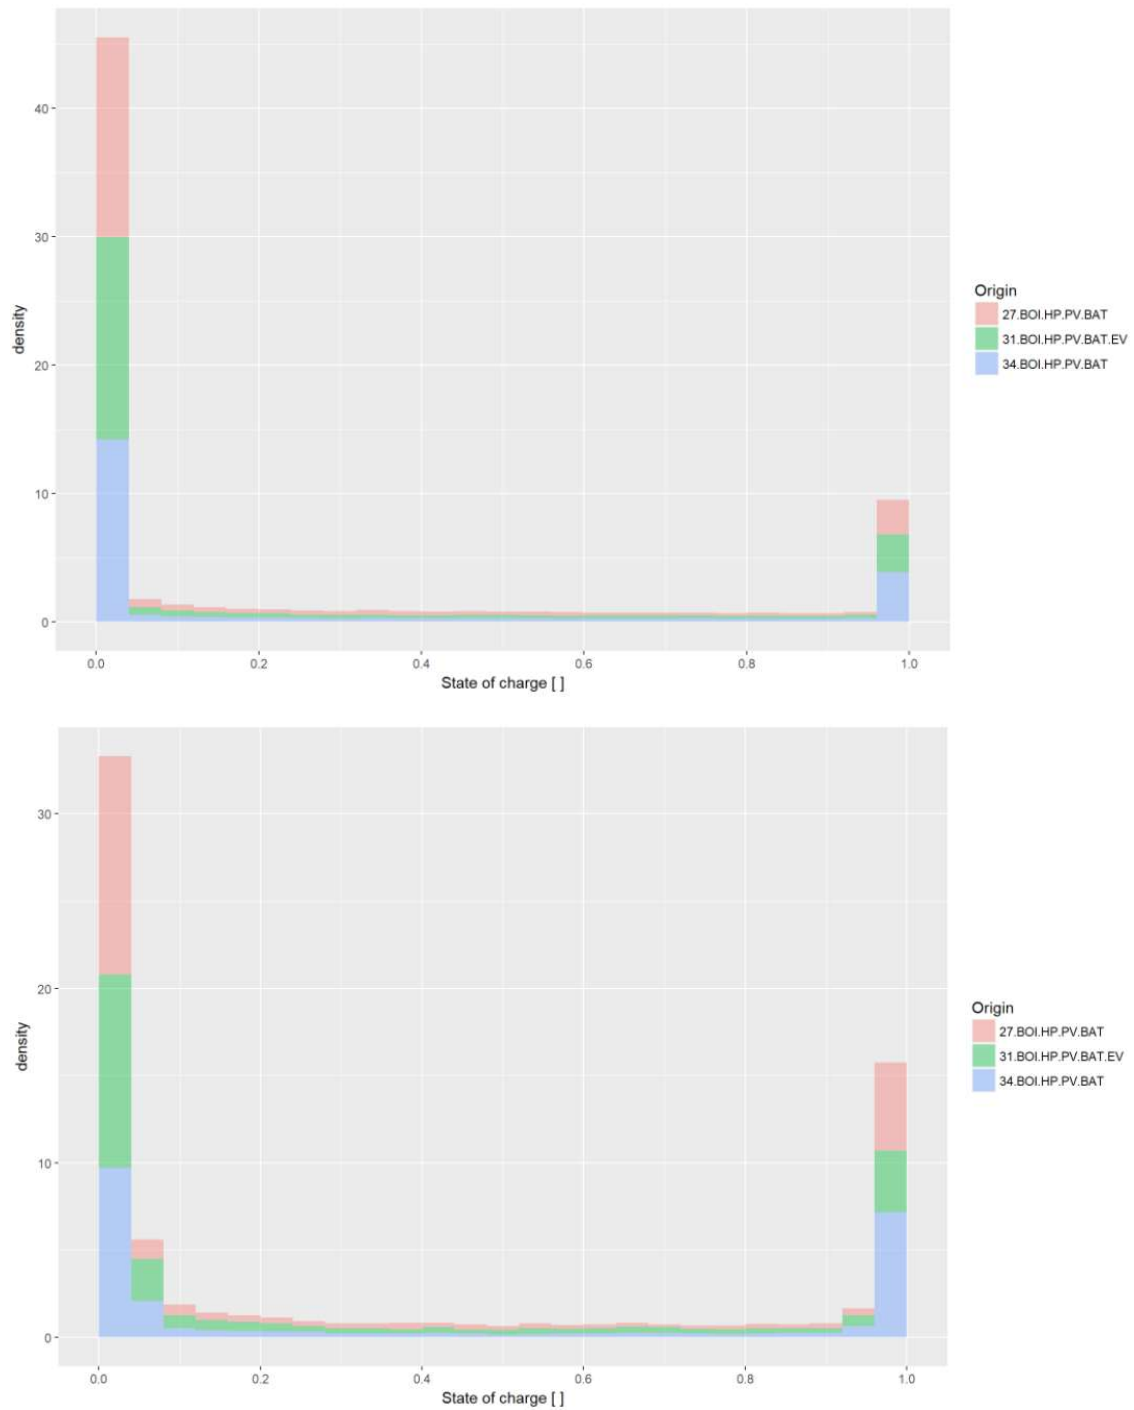 40
30
20
10
0
density
0.0 0.2 0.4 0.6 0.8 1.0
State of charge [ ]
Origin
27.BOI.HP.PV.BAT
31.BOI.HP.PV.BAT.EV
34.BOI.HP.PV.BAT
30
20
10
0
density
0.0 0.2 0.4 0.6 0.8 1.0
State of charge [ ]
Origin
27.BOI.HP.PV.BAT
31.BOI.HP.PV.BAT.EV
34.BOI.HP.PV.BAT